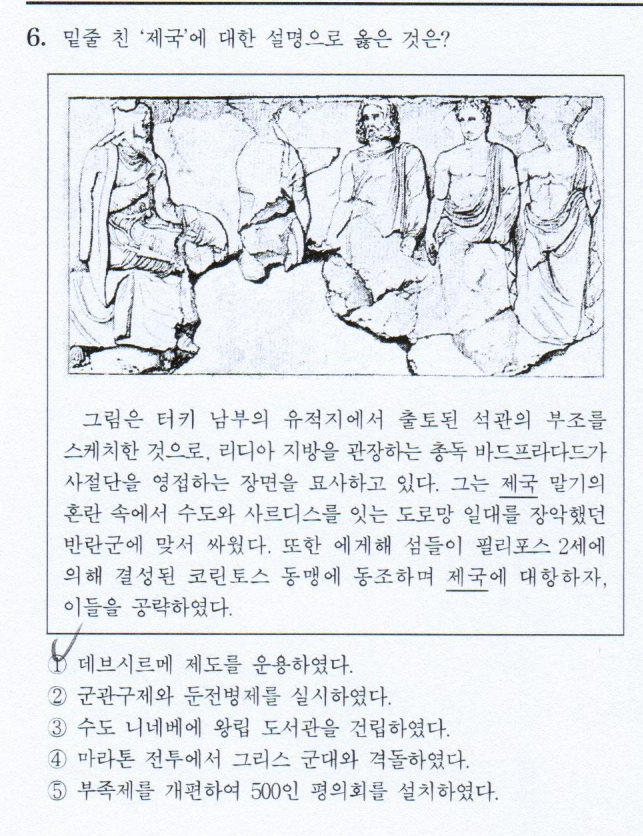 6. 밑줄 친 ‘제국’에 대한 설명으로 옳은 것은?
그림은 터키 남부의 유적지에서 출토된 석관의 부조를
스케치한 것으로, 리디아 지방을 관장하는 총독 바드프라다드가
사절단을 영접하는 장면을 묘사하고 있다. 그는 제국 말기의
혼란 속에서 수도와 사르디스를 잇는 도로망 일대를 장악했던
반란군에 맞서 싸웠다. 또한 에게해 섬들이 필리포스 2세에
의해 결성된 코린토스 동맹에 동조하며 제국에 대항하자,
이들을 공략하였다.
① 데브시르메 제도를 운용하였다.
② 군관구제와 둔전병제를 실시하였다.
③ 수도 니네베에 왕립 도서관을 건립하였다.
④ 마라톤 전투에서 그리스 군대와 격돌하였다.
⑤ 부족제를 개편하여 500인 평의회를 설치하였다.